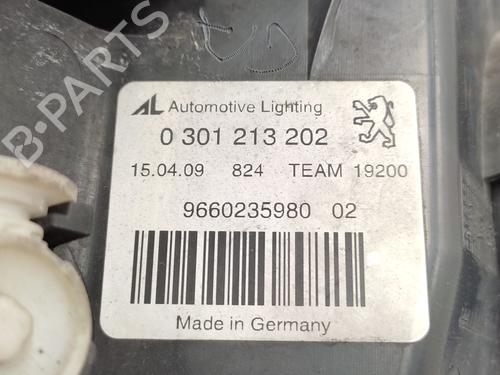 AL Automotive Lighting
0 301 213 202
15.04.09 824 TEAM 19200
9660235980 02
Made in Germany
B-PARTS